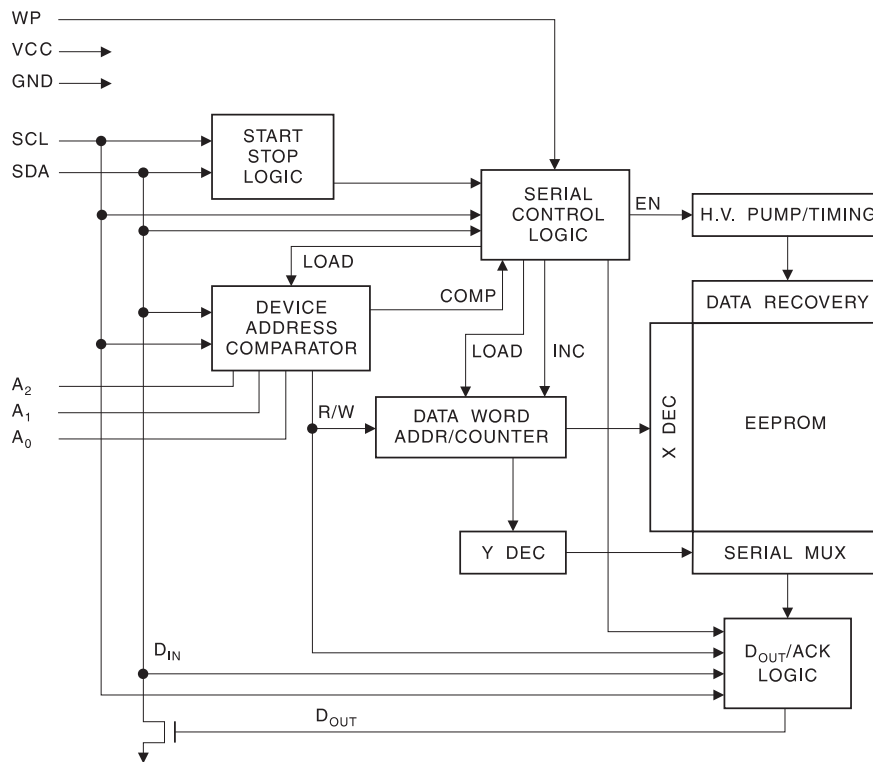 WP
VCC
GND
SCL
SDA
START
STOP
LOGIC
SERIAL
CONTROL
LOGIC
EN
H.V. PUMP/TIMING
LOAD
COMP
DATA RECOVERY
DEVICE
ADDRESS
COMPARATOR
LOAD
INC
A2
A1
A0
R/W
DATA WORD
ADDR/COUNTER
X DEC
EEPROM
Y DEC
SERIAL MUX
DIN
DOUT/ACK
LOGIC
DOUT